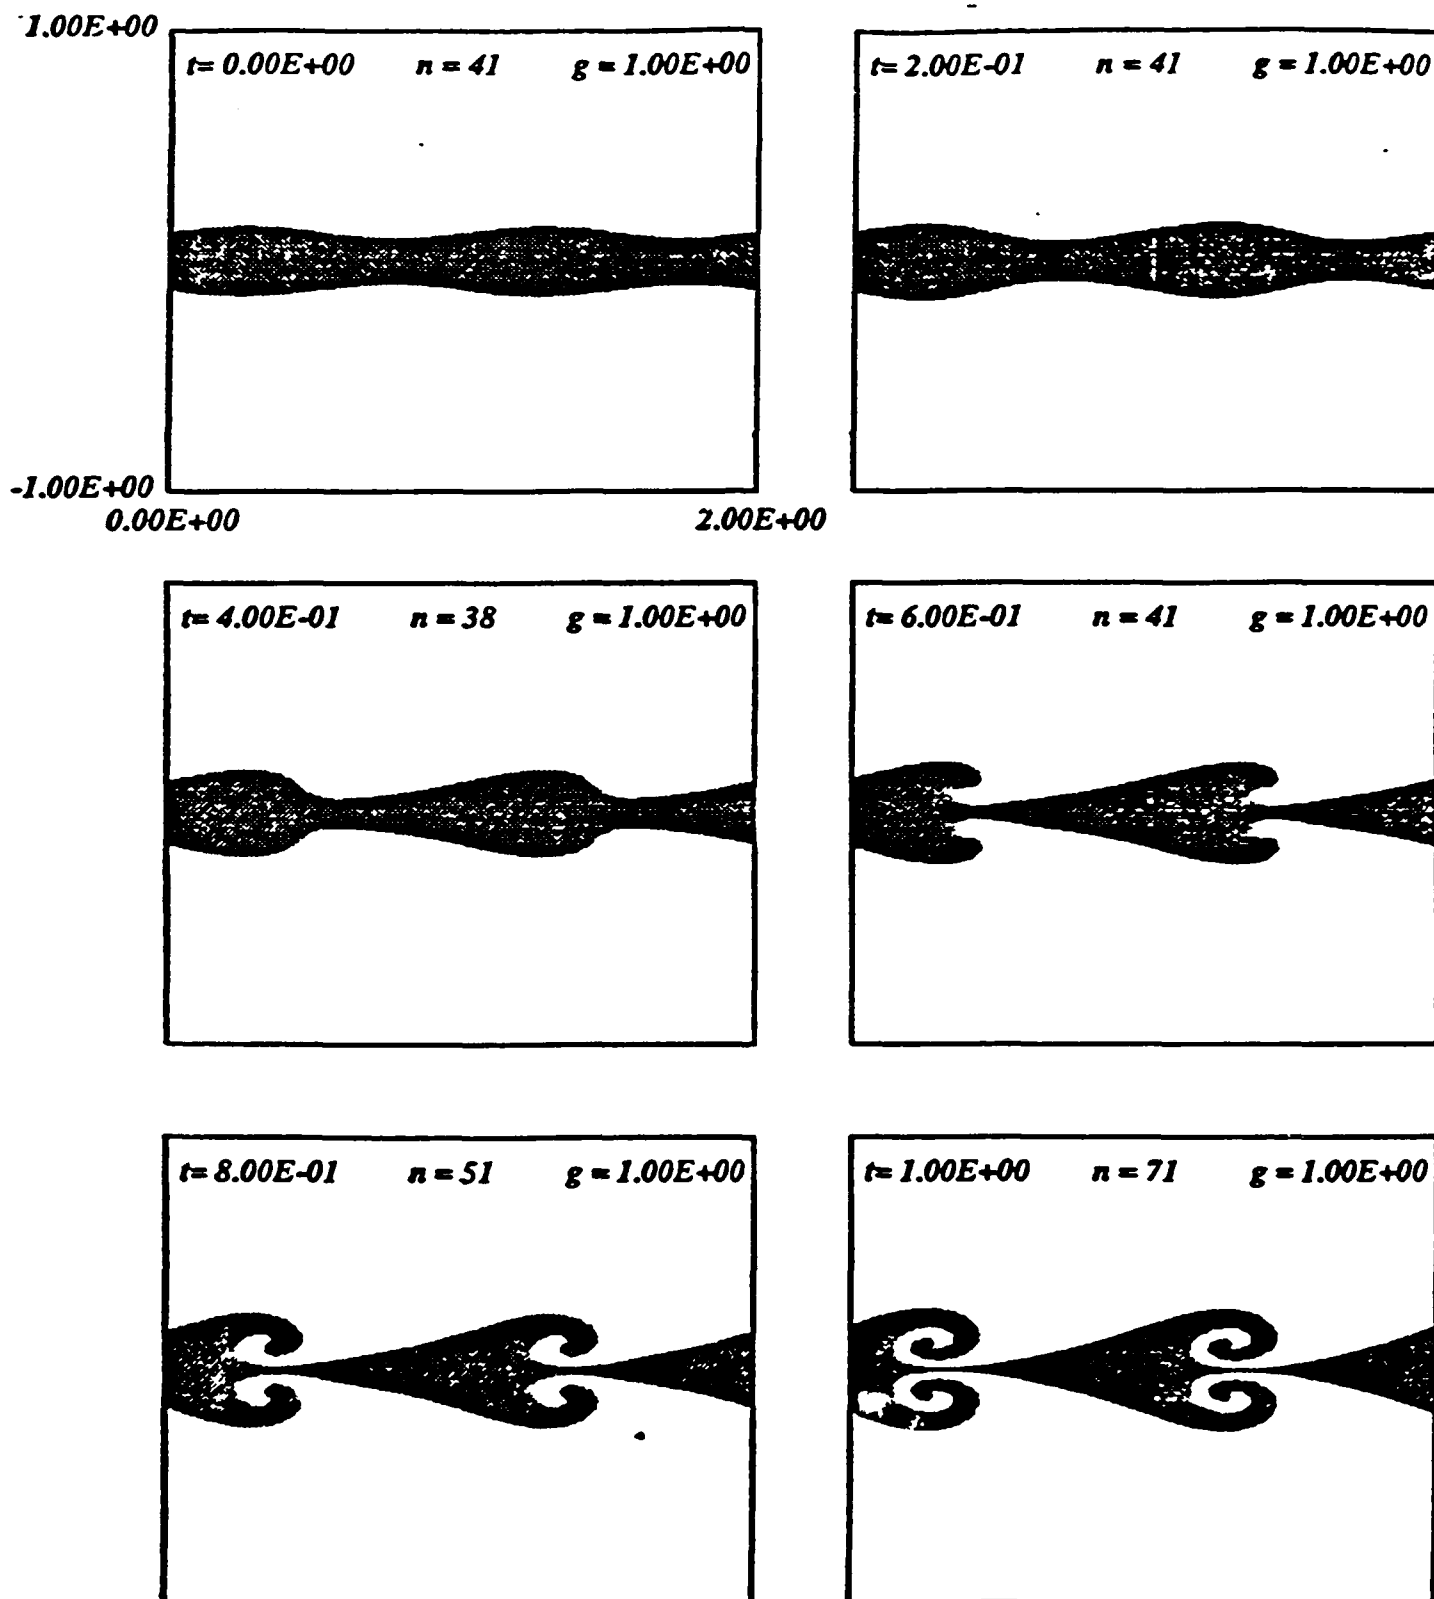 1.00E+00
t= 0.00E+00 n = 41 g = 1.00E+00
t= 2.00E-01 n = 41 g = 1.00E+00
-1.00E+00
0.00E+00 2.00E+00
t= 4.00E-01 n = 38 g = 1.00E+00
t= 6.00E-01 n = 41 g = 1.00E+00
t= 8.00E-01 n = 51 g = 1.00E+00
t= 1.00E+00 n = 71 g = 1.00E+00